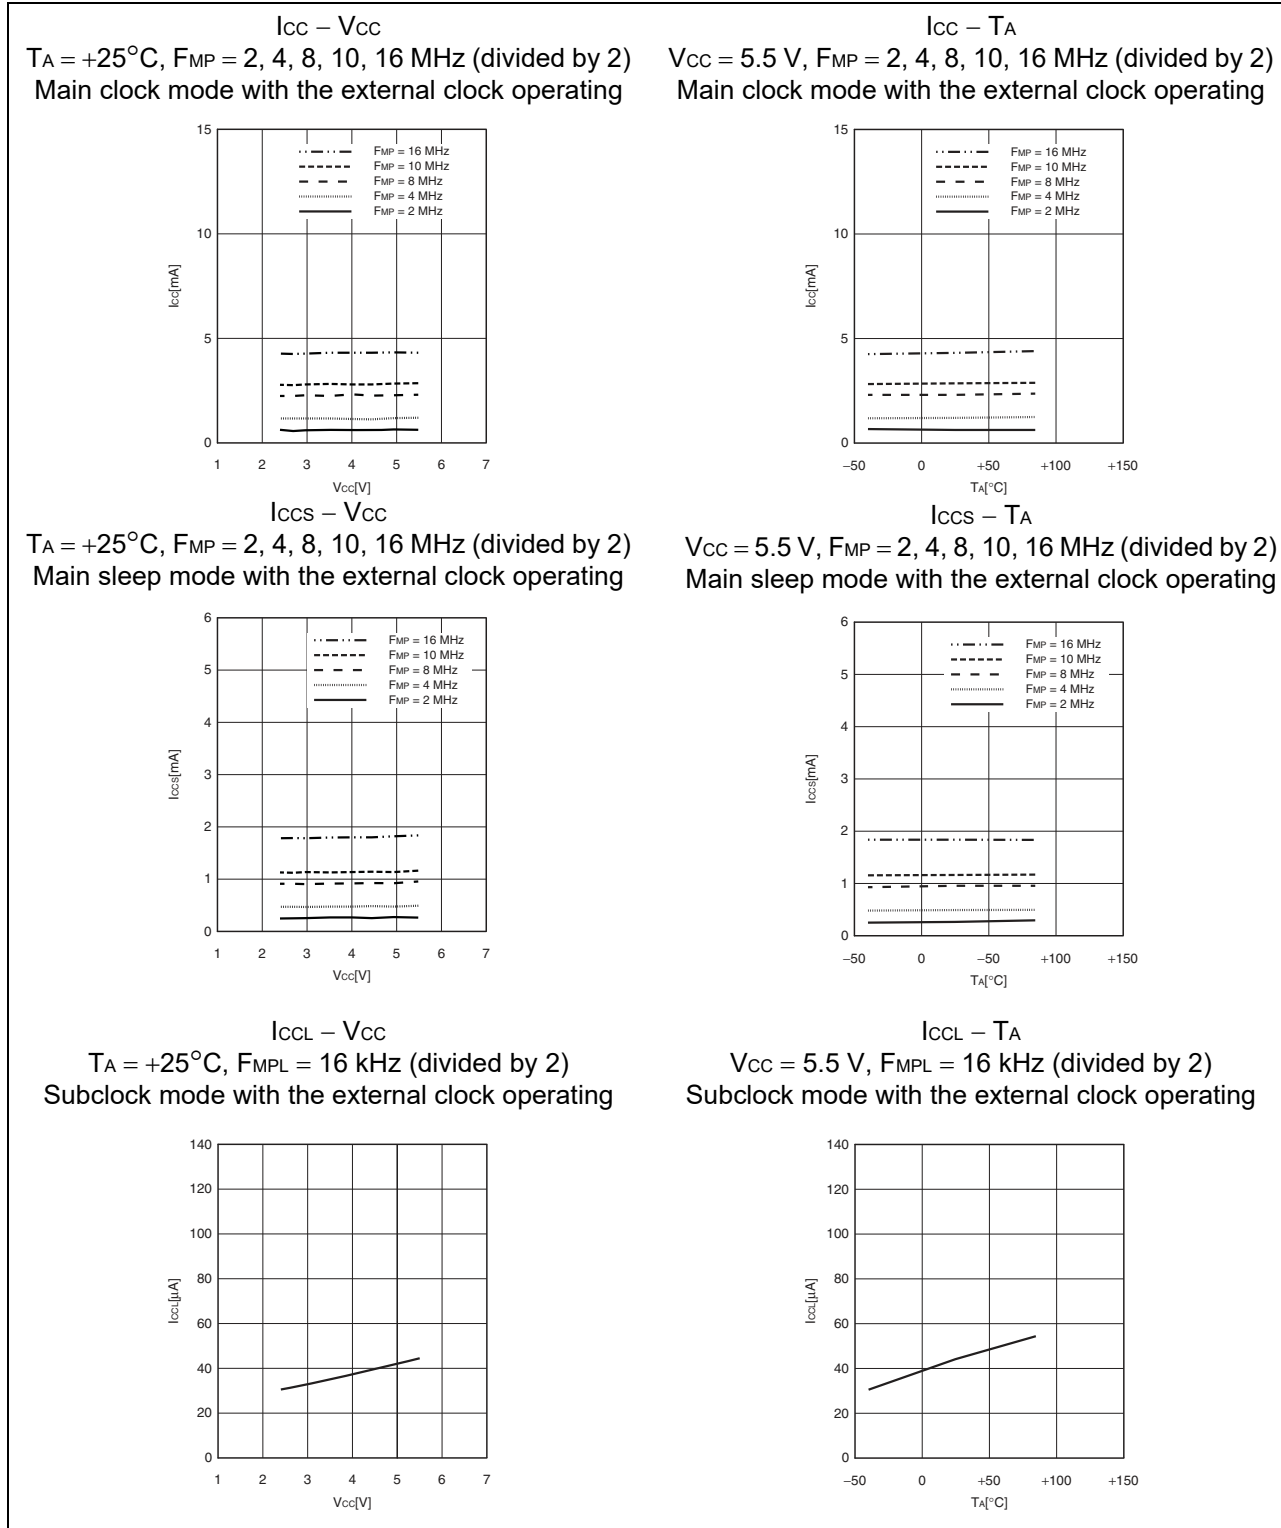 ICC − VCC
TA = +25°C, FMP = 2, 4, 8, 10, 16 MHz (divided by 2)
Main clock mode with the external clock operating
15
10
5
0
ICC[mA]
FMP = 16 MHz
FMP = 10 MHz
FMP = 8 MHz
FMP = 4 MHz
FMP = 2 MHz
1 2 3 4 5 6 7
VCC[V]
ICC − TA
VCC = 5.5 V, FMP = 2, 4, 8, 10, 16 MHz (divided by 2)
Main clock mode with the external clock operating
15
10
5
0
ICC[mA]
FMP = 16 MHz
FMP = 10 MHz
FMP = 8 MHz
FMP = 4 MHz
FMP = 2 MHz
−50 0 +50 +100 +150
TA[°C]
ICCS − VCC
TA = +25°C, FMP = 2, 4, 8, 10, 16 MHz (divided by 2)
Main sleep mode with the external clock operating
6
5
4
3
2
1
0
ICCS[mA]
FMP = 16 MHz
FMP = 10 MHz
FMP = 8 MHz
FMP = 4 MHz
FMP = 2 MHz
1 2 3 4 5 6 7
VCC[V]
ICCS − TA
VCC = 5.5 V, FMP = 2, 4, 8, 10, 16 MHz (divided by 2)
Main sleep mode with the external clock operating
6
5
4
3
2
1
0
ICCS[mA]
FMP = 16 MHz
FMP = 10 MHz
FMP = 8 MHz
FMP = 4 MHz
FMP = 2 MHz
−50 0 −50 +100 +150
TA[°C]
ICCL − VCC
TA = +25°C, FMPL = 16 kHz (divided by 2)
Subclock mode with the external clock operating
140
120
100
80
60
40
20
0
ICCL[µA]
1 2 3 4 5 6 7
VCC[V]
ICCL − TA
VCC = 5.5 V, FMPL = 16 kHz (divided by 2)
Subclock mode with the external clock operating
140
120
100
80
60
40
20
0
ICCL[µA]
−50 0 +50 +100 +150
TA[°C]